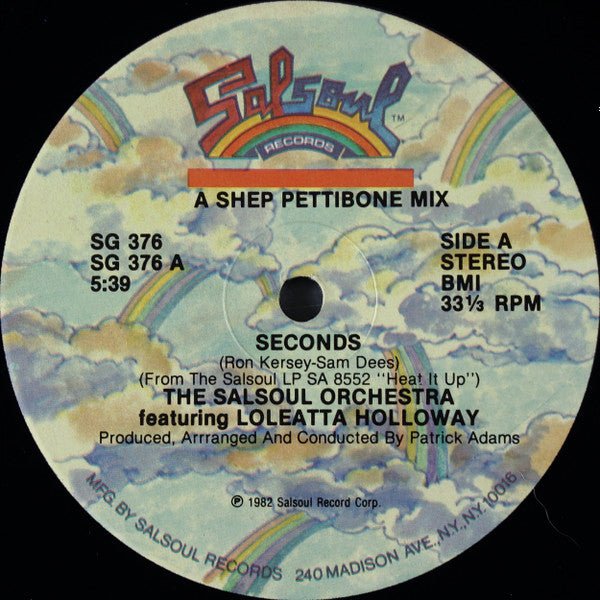 Salsoul
TM
RECORDS
A SHEP PETTIBONE MIX
SG 376
SG 376 A
5:39
SIDE A
STEREO
BMI
33⅓ RPM
SECONDS
(Ron Kersey-Sam Dees)
(From The Salsoul LP SA 8552 "Heat It Up")
THE SALSOUL ORCHESTRA
featuring LOLEATTA HOLLOWAY
Produced, Arrranged And Conducted By Patrick Adams
℗ 1982 Salsoul Record Corp.
MFG. BY SALSOUL RECORDS 240 MADISON AVE., N.Y., N.Y. 10016